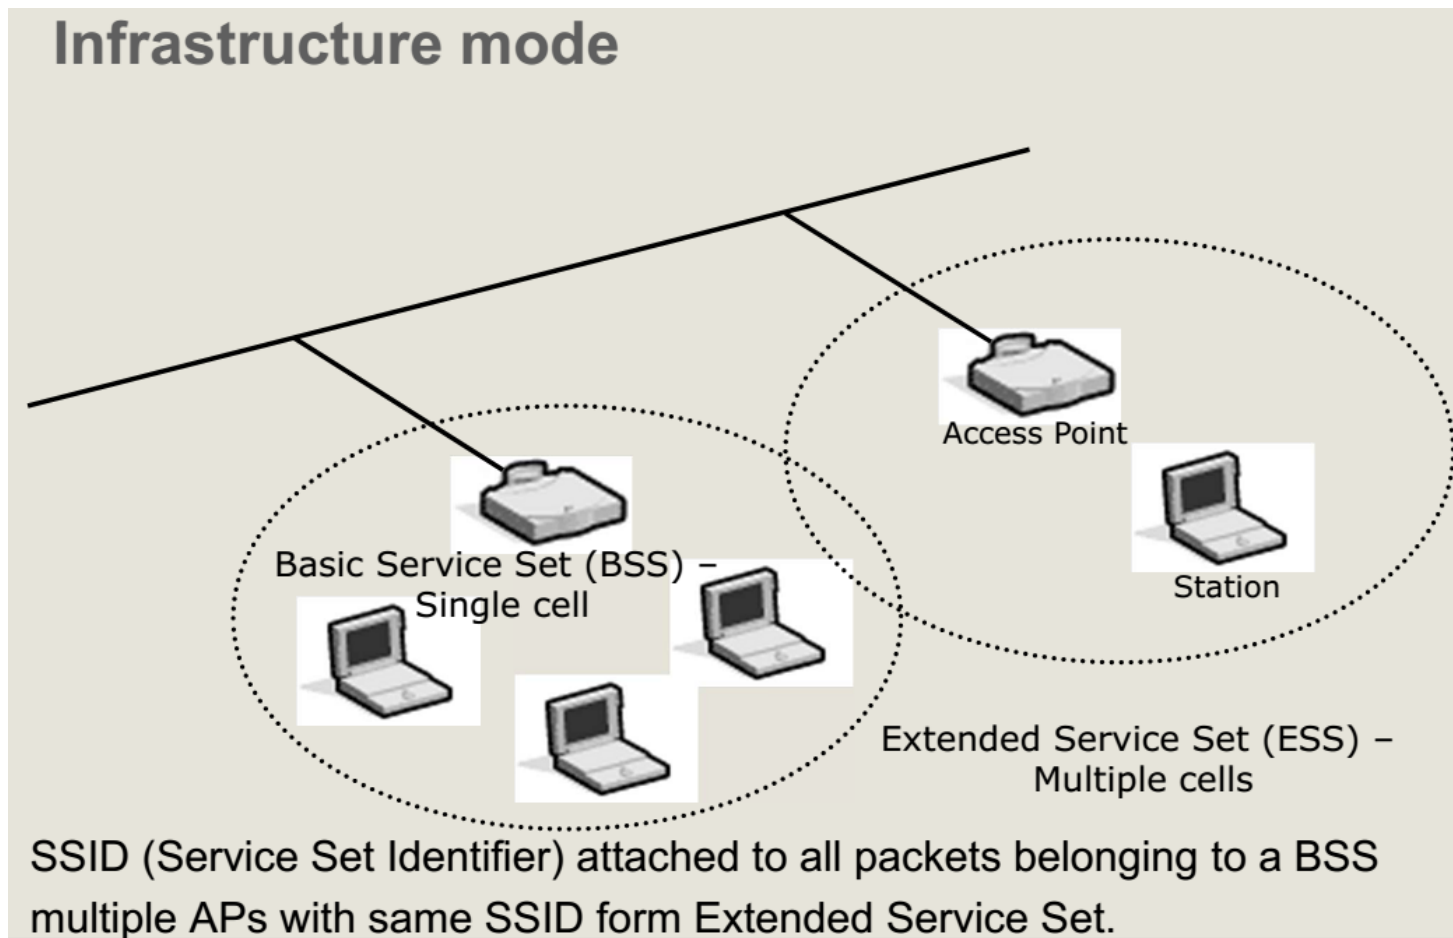 Infrastructure mode
Access Point
Station
Basic Service Set (BSS) –
Single cell
Extended Service Set (ESS) –
Multiple cells
SSID (Service Set Identifier) attached to all packets belonging to a BSS
multiple APs with same SSID form Extended Service Set.